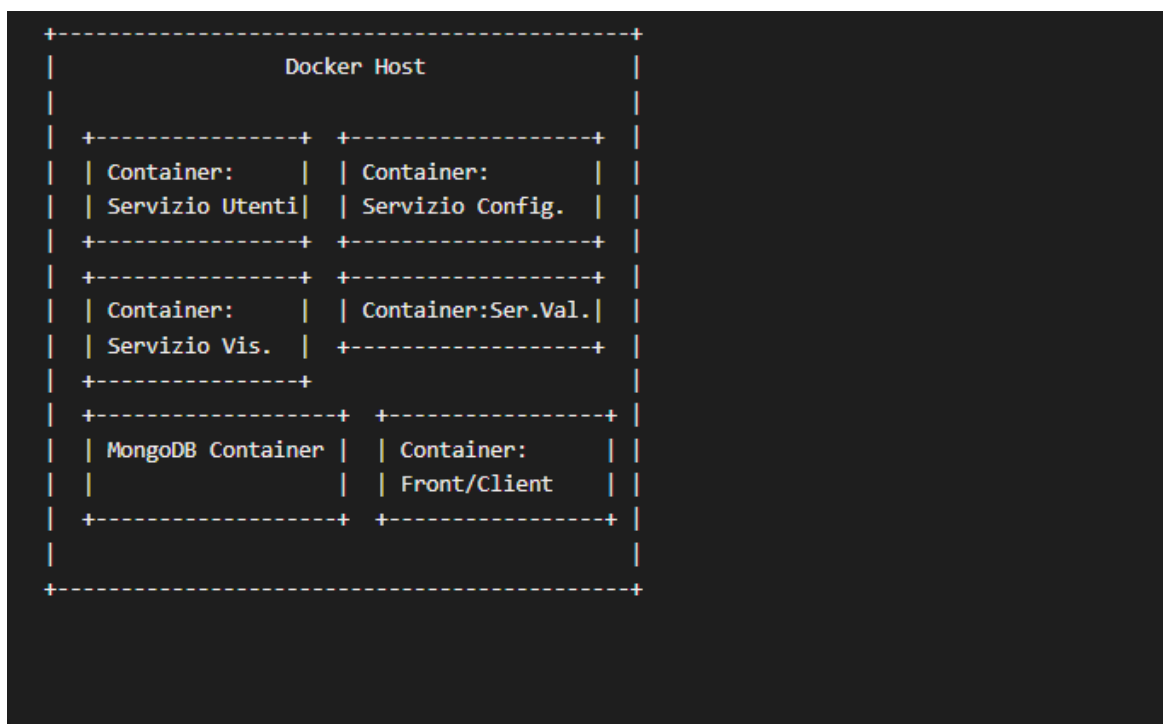 +---------------------------------------------+
|                  Docker Host                |
|                                             |
|  +----------------+  +-------------------+  |
|  | Container:     |  | Container:        |  |
|  | Servizio Utenti|  | Servizio Config.  |  |
|  +----------------+  +-------------------+  |
|  +----------------+  +-------------------+  |
|  | Container:     |  | Container:Ser.Val.|  |
|  | Servizio Vis.  |  +-------------------+  |
|  +----------------+                         |
|  +-------------------+  +-----------------+ |
|  | MongoDB Container |  | Container:      | |
|  |                   |  | Front/Client    | |
|  +-------------------+  +-----------------+ |
|                                             |
+---------------------------------------------+